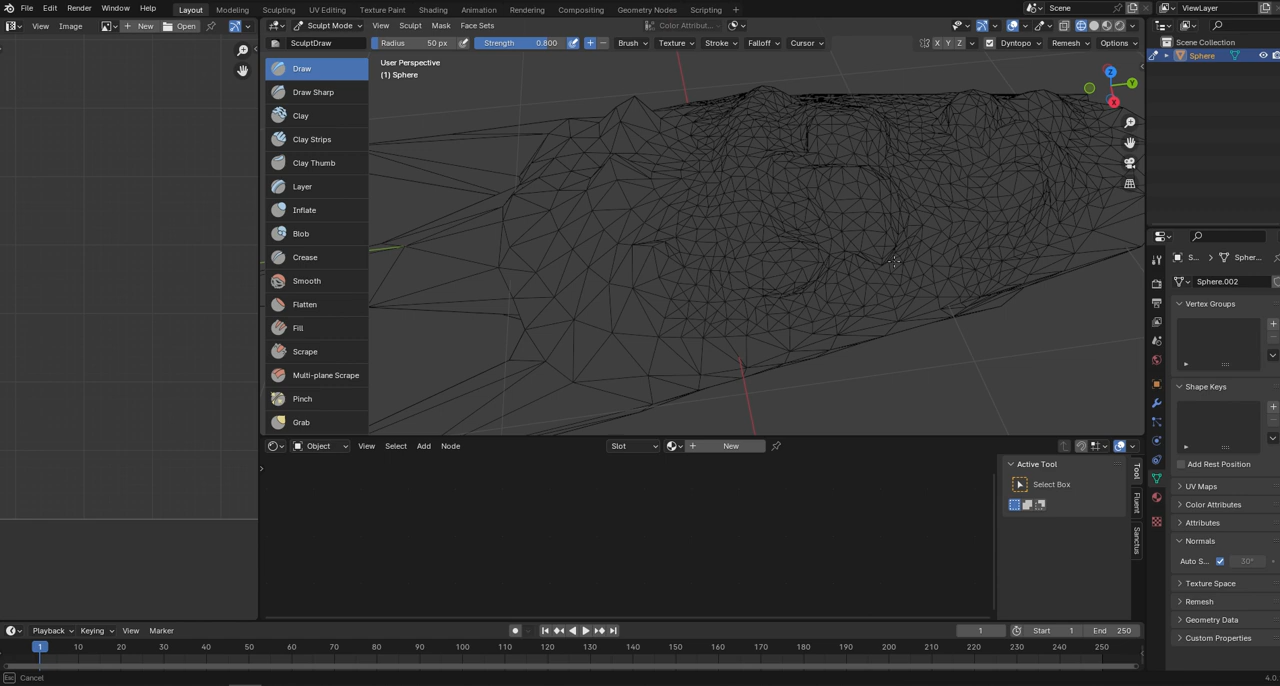 File Edit Render Window Help Layout Modeling Sculpting UV Editing Texture Paint Shading Animation Rendering Compositing Geometry Nodes Scripting + Scene ViewLayer
View Image + New Open Sculpt Mode View Sculpt Mask Face Sets Color Attribut...
SculptDraw Radius 50 px Strength 0.800 + − Brush Texture Stroke Falloff Cursor X Y Z Dyntopo Remesh Options
Scene Collection
Sphere
User Perspective
(1) Sphere
Z
Y
X
Draw
Draw Sharp
Clay
Clay Strips
Clay Thumb
Layer
Inflate
Blob
Crease
Smooth
Flatten
Fill
Scrape
Multi-plane Scrape
Pinch
Grab
S... > Spher...
Sphere.002
Vertex Groups
Shape Keys
Add Rest Position
UV Maps
Color Attributes
Attributes
Normals
Auto S... 30°
Texture Space
Remesh
Geometry Data
Custom Properties
Object View Select Add Node Slot + New
Active Tool
Select Box
Tool
Fluent
Sanctus
Playback Keying View Marker 1 Start 1 End 250
1 10 20 30 40 50 60 70 80 90 100 110 120 130 140 150 160 170 180 190 200 210 220 230 240 250
Esc Cancel 4.0.